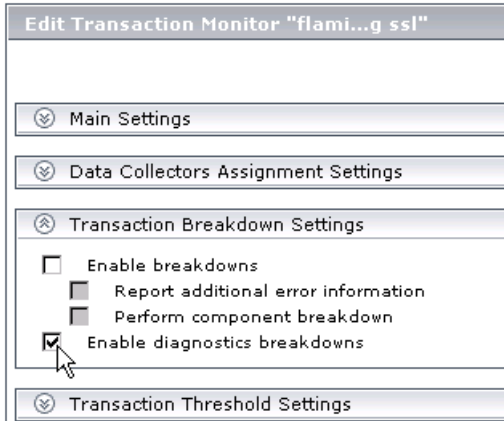 Edit Transaction Monitor "flami...g ssl"
Main Settings
Data Collectors Assignment Settings
Transaction Breakdown Settings
Enable breakdowns
Report additional error information
Perform component breakdown
Enable diagnostics breakdowns
Transaction Threshold Settings